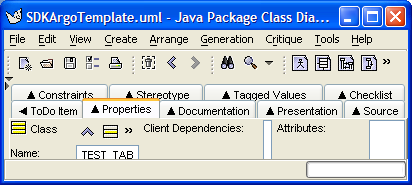 SDKArgoTemplate.uml - Java Package Class Dia...
File Edit View Create Arrange Generation Critique Tools Help
▲ Constraints ▲ Stereotype ▲ Tagged Values ▲ Checklist
◀ ToDo Item ▲ Properties ▲ Documentation ▲ Presentation ▲ Source
Class Client Dependencies: Attributes:
Name: TEST_TAB